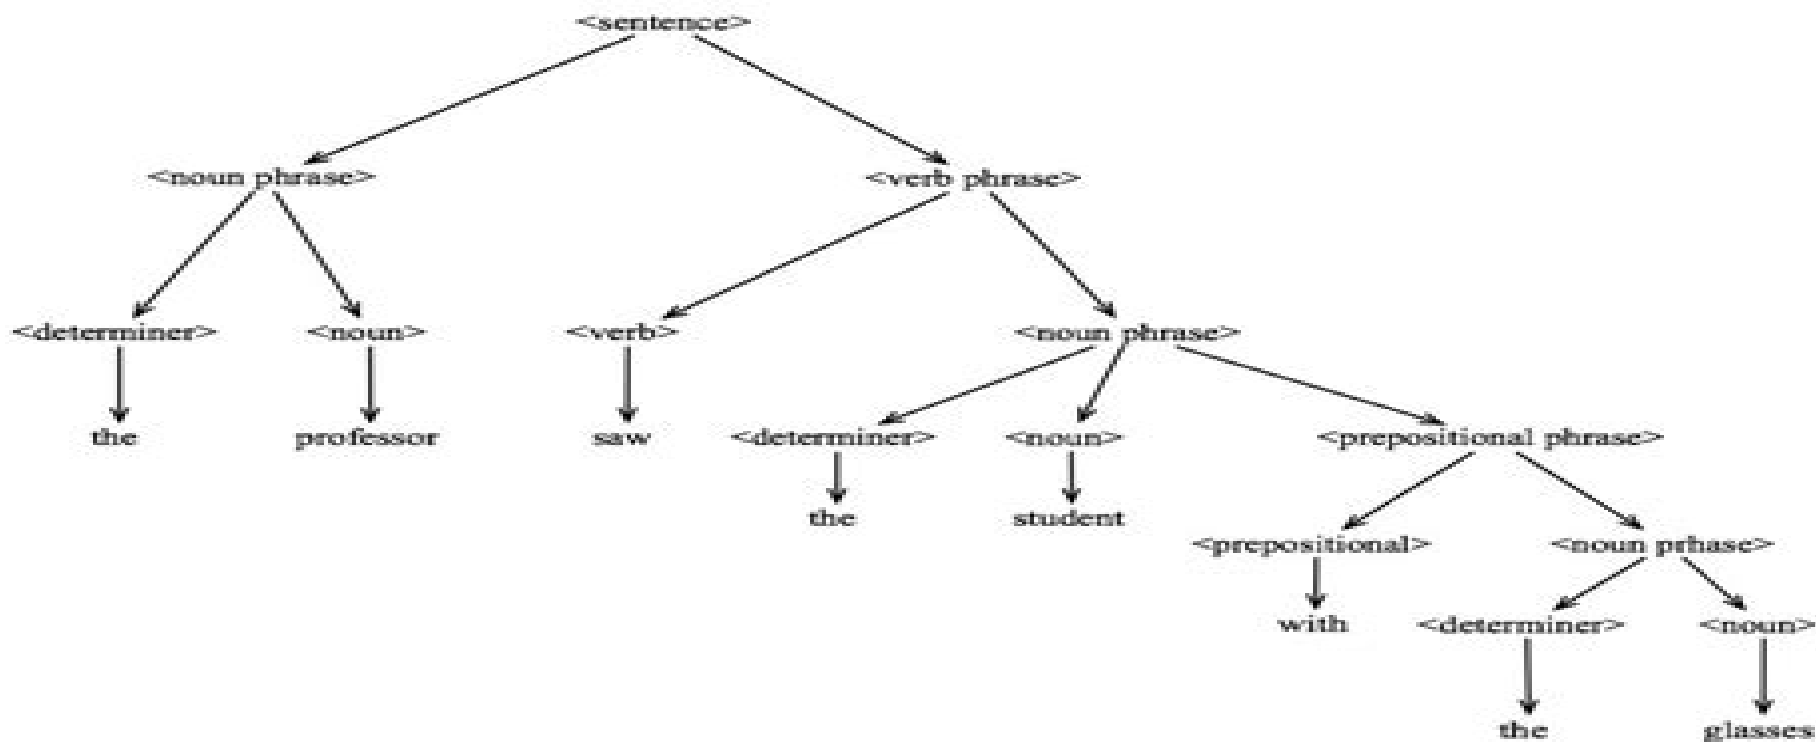 <sentence>
<noun phrase> <verb phrase>
<determiner> <noun> <verb> <noun phrase>
the professor saw <determiner> <noun> <prepositional phrase>
the student
<prepositional> <noun prhase>
with <determiner> <noun>
the glasses